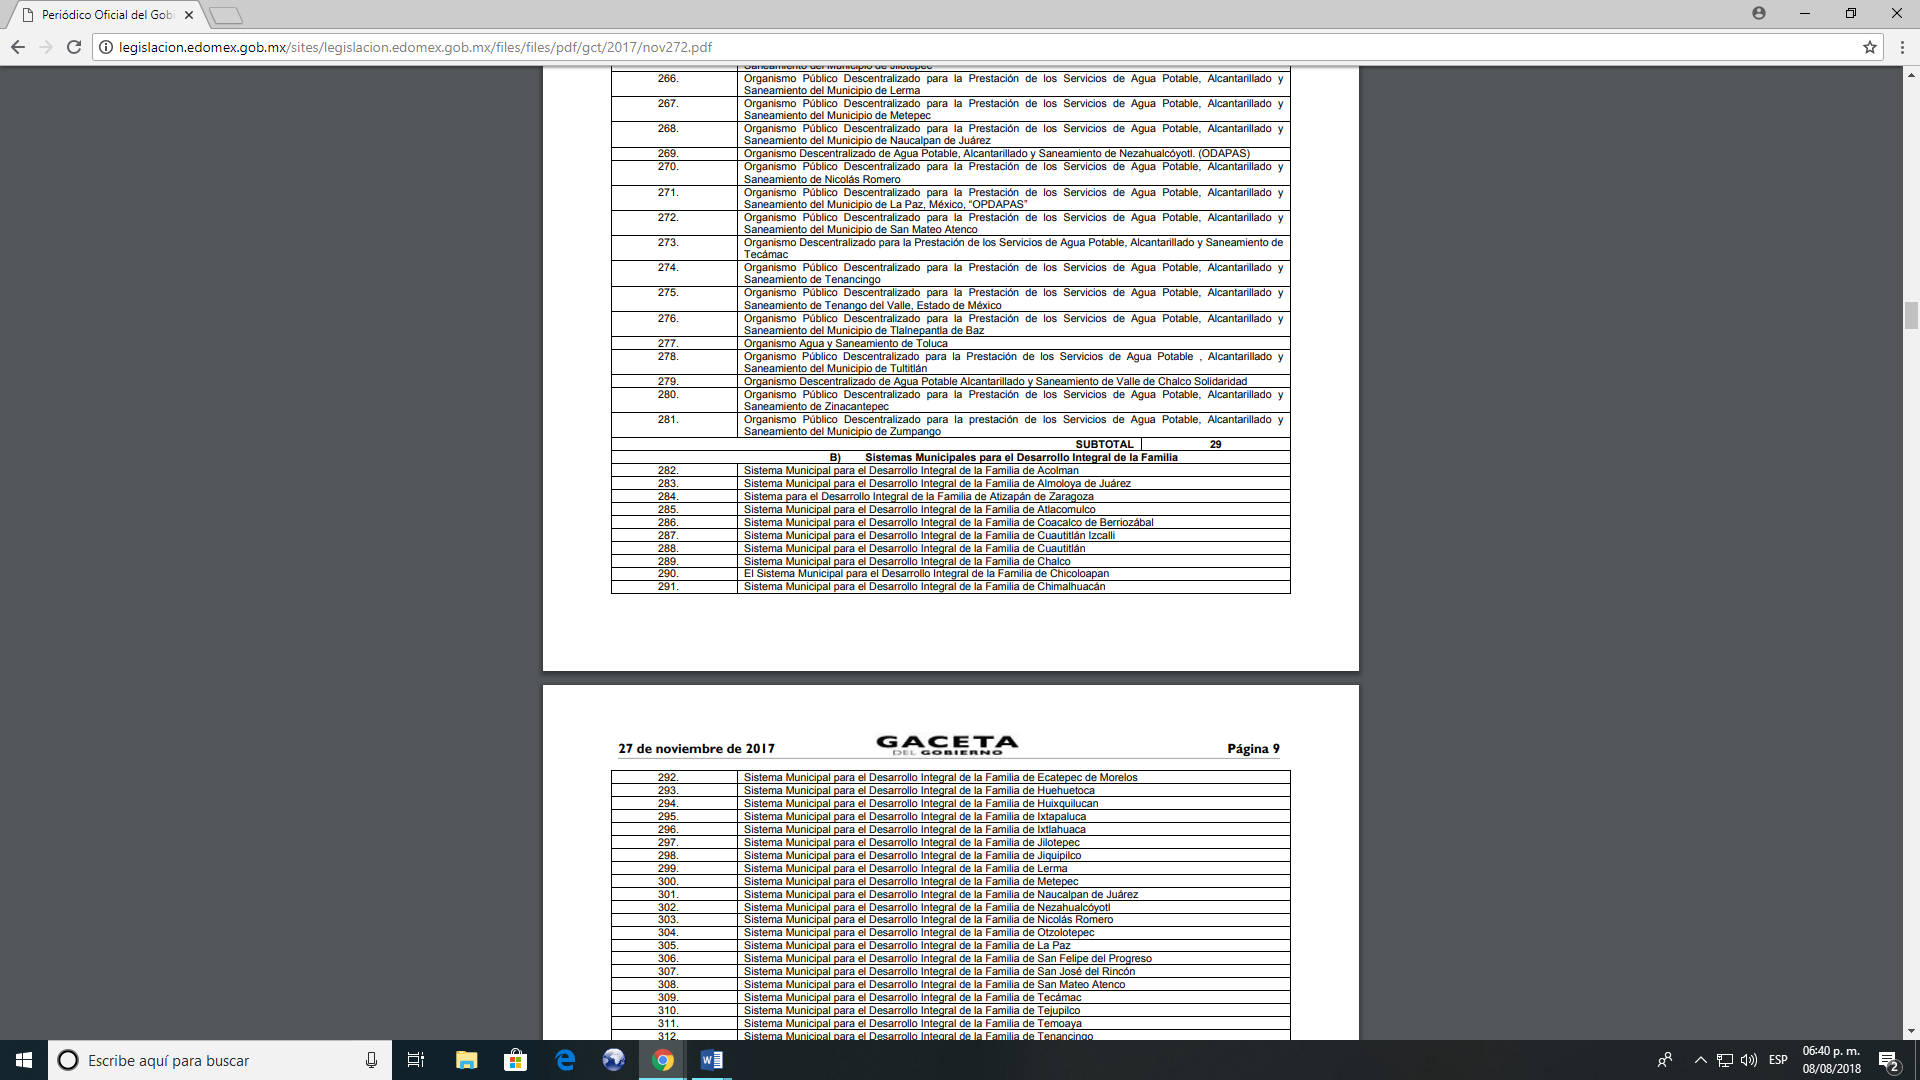 Periódico Oficial del Gob
legislacion.edomex.gob.mx/sites/legislacion.edomex.gob.mx/files/files/pdf/gct/2017/nov272.pdf
Saneamiento del Municipio de Jilotepec
266. Organismo Público Descentralizado para la Prestación de los Servicios de Agua Potable, Alcantarillado y
Saneamiento del Municipio de Lerma
267. Organismo Público Descentralizado para la Prestación de los Servicios de Agua Potable, Alcantarillado y
Saneamiento del Municipio de Metepec
268. Organismo Público Descentralizado para la Prestación de los Servicios de Agua Potable, Alcantarillado y
Saneamiento del Municipio de Naucalpan de Juárez
269. Organismo Descentralizado de Agua Potable, Alcantarillado y Saneamiento de Nezahualcóyotl. (ODAPAS)
270. Organismo Público Descentralizado para la Prestación de los Servicios de Agua Potable, Alcantarillado y
Saneamiento de Nicolás Romero
271. Organismo Público Descentralizado para la Prestación de los Servicios de Agua Potable, Alcantarillado y
Saneamiento del Municipio de La Paz, México, “OPDAPAS”
272. Organismo Público Descentralizado para la Prestación de los Servicios de Agua Potable, Alcantarillado y
Saneamiento del Municipio de San Mateo Atenco
273. Organismo Descentralizado para la Prestación de los Servicios de Agua Potable, Alcantarillado y Saneamiento de
Tecámac
274. Organismo Público Descentralizado para la Prestación de los Servicios de Agua Potable, Alcantarillado y
Saneamiento de Tenancingo
275. Organismo Público Descentralizado para la Prestación de los Servicios de Agua Potable, Alcantarillado y
Saneamiento de Tenango del Valle, Estado de México
276. Organismo Público Descentralizado para la Prestación de los Servicios de Agua Potable, Alcantarillado y
Saneamiento del Municipio de Tlalnepantla de Baz
277. Organismo Agua y Saneamiento de Toluca
278. Organismo Público Descentralizado para la Prestación de los Servicios de Agua Potable , Alcantarillado y
Saneamiento del Municipio de Tultitlán
279. Organismo Descentralizado de Agua Potable Alcantarillado y Saneamiento de Valle de Chalco Solidaridad
280. Organismo Público Descentralizado para la Prestación de los Servicios de Agua Potable, Alcantarillado y
Saneamiento de Zinacantepec
281. Organismo Público Descentralizado para la prestación de los Servicios de Agua Potable, Alcantarillado y
Saneamiento del Municipio de Zumpango
SUBTOTAL 29
B) Sistemas Municipales para el Desarrollo Integral de la Familia
282. Sistema Municipal para el Desarrollo Integral de la Familia de Acolman
283. Sistema Municipal para el Desarrollo Integral de la Familia de Almoloya de Juárez
284. Sistema para el Desarrollo Integral de la Familia de Atizapán de Zaragoza
285. Sistema Municipal para el Desarrollo Integral de la Familia de Atlacomulco
286. Sistema Municipal para el Desarrollo Integral de la Familia de Coacalco de Berriozábal
287. Sistema Municipal para el Desarrollo Integral de la Familia de Cuautitlán Izcalli
288. Sistema Municipal para el Desarrollo Integral de la Familia de Cuautitlán
289. Sistema Municipal para el Desarrollo Integral de la Familia de Chalco
290. El Sistema Municipal para el Desarrollo Integral de la Familia de Chicoloapan
291. Sistema Municipal para el Desarrollo Integral de la Familia de Chimalhuacán
27 de noviembre de 2017 GACETA DEL GOBIERNO Página 9
292. Sistema Municipal para el Desarrollo Integral de la Familia de Ecatepec de Morelos
293. Sistema Municipal para el Desarrollo Integral de la Familia de Huehuetoca
294. Sistema Municipal para el Desarrollo Integral de la Familia de Huixquilucan
295. Sistema Municipal para el Desarrollo Integral de la Familia de Ixtapaluca
296. Sistema Municipal para el Desarrollo Integral de la Familia de Ixtlahuaca
297. Sistema Municipal para el Desarrollo Integral de la Familia de Jilotepec
298. Sistema Municipal para el Desarrollo Integral de la Familia de Jiquipilco
299. Sistema Municipal para el Desarrollo Integral de la Familia de Lerma
300. Sistema Municipal para el Desarrollo Integral de la Familia de Metepec
301. Sistema Municipal para el Desarrollo Integral de la Familia de Naucalpan de Juárez
302. Sistema Municipal para el Desarrollo Integral de la Familia de Nezahualcóyotl
303. Sistema Municipal para el Desarrollo Integral de la Familia de Nicolás Romero
304. Sistema Municipal para el Desarrollo Integral de la Familia de Otzolotepec
305. Sistema Municipal para el Desarrollo Integral de la Familia de La Paz
306. Sistema Municipal para el Desarrollo Integral de la Familia de San Felipe del Progreso
307. Sistema Municipal para el Desarrollo Integral de la Familia de San José del Rincón
308. Sistema Municipal para el Desarrollo Integral de la Familia de San Mateo Atenco
309. Sistema Municipal para el Desarrollo Integral de la Familia de Tecámac
310. Sistema Municipal para el Desarrollo Integral de la Familia de Tejupilco
311. Sistema Municipal para el Desarrollo Integral de la Familia de Temoaya
312. Sistema Municipal para el Desarrollo Integral de la Familia de Tenancingo
Escribe aquí para buscar
ESP
06:40 p. m.
08/08/2018
2